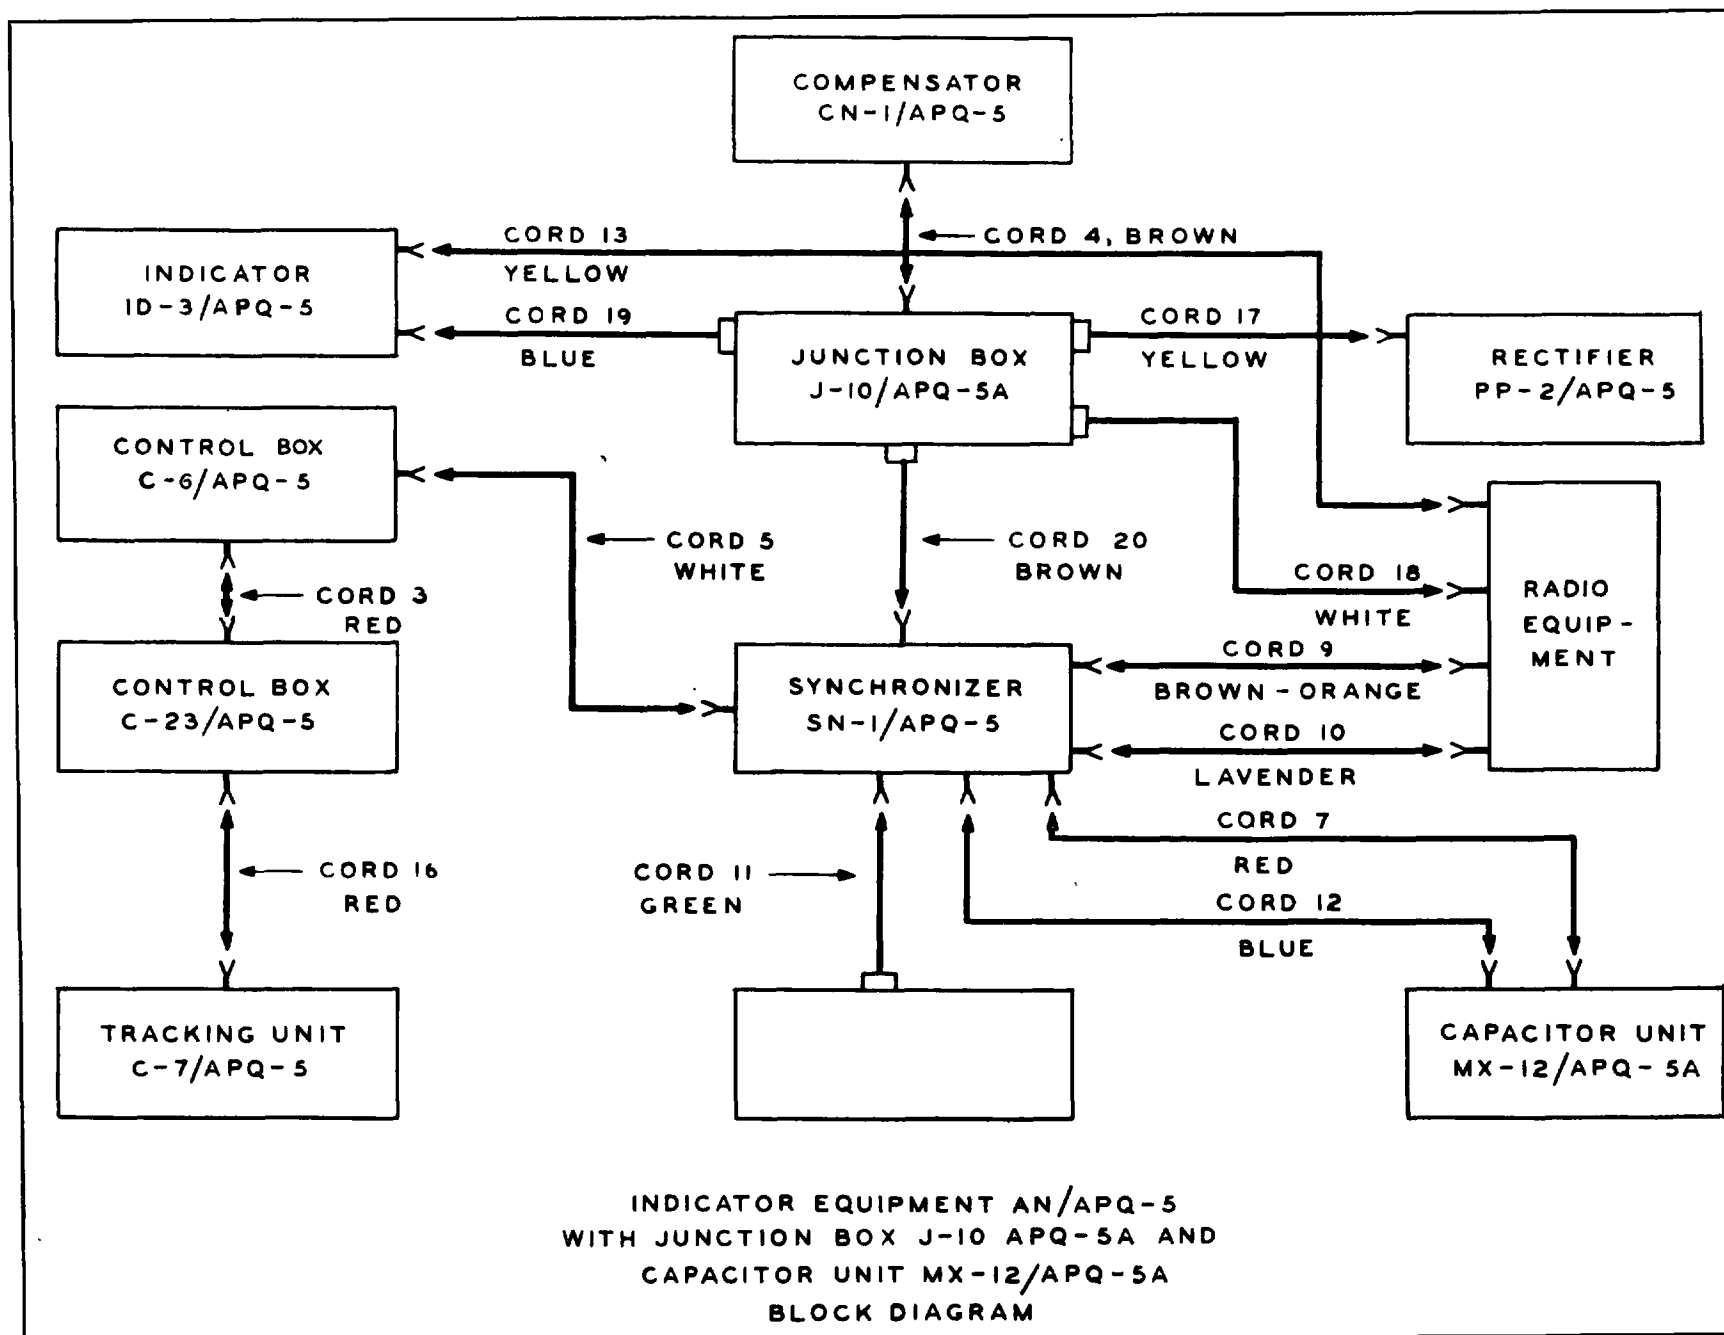 COMPENSATOR
CN-1/APQ-5
CORD 13
YELLOW
CORD 4, BROWN
INDICATOR
ID-3/APQ-5
CORD 19
BLUE
JUNCTION BOX
J-10/APQ-5A
CORD 17
YELLOW
RECTIFIER
PP-2/APQ-5
CONTROL BOX
C-6/APQ-5
CORD 5
WHITE
CORD 20
BROWN
CORD 18
WHITE
RADIO
EQUIP-
MENT
CORD 3
RED
CONTROL BOX
C-23/APQ-5
SYNCHRONIZER
SN-1/APQ-5
CORD 9
BROWN-ORANGE
CORD 10
LAVENDER
CORD 7
RED
CORD 16
RED
CORD 11
GREEN
CORD 12
BLUE
TRACKING UNIT
C-7/APQ-5
CAPACITOR UNIT
MX-12/APQ-5A
INDICATOR EQUIPMENT AN/APQ-5
WITH JUNCTION BOX J-10 APQ-5A AND
CAPACITOR UNIT MX-12/APQ-5A
BLOCK DIAGRAM